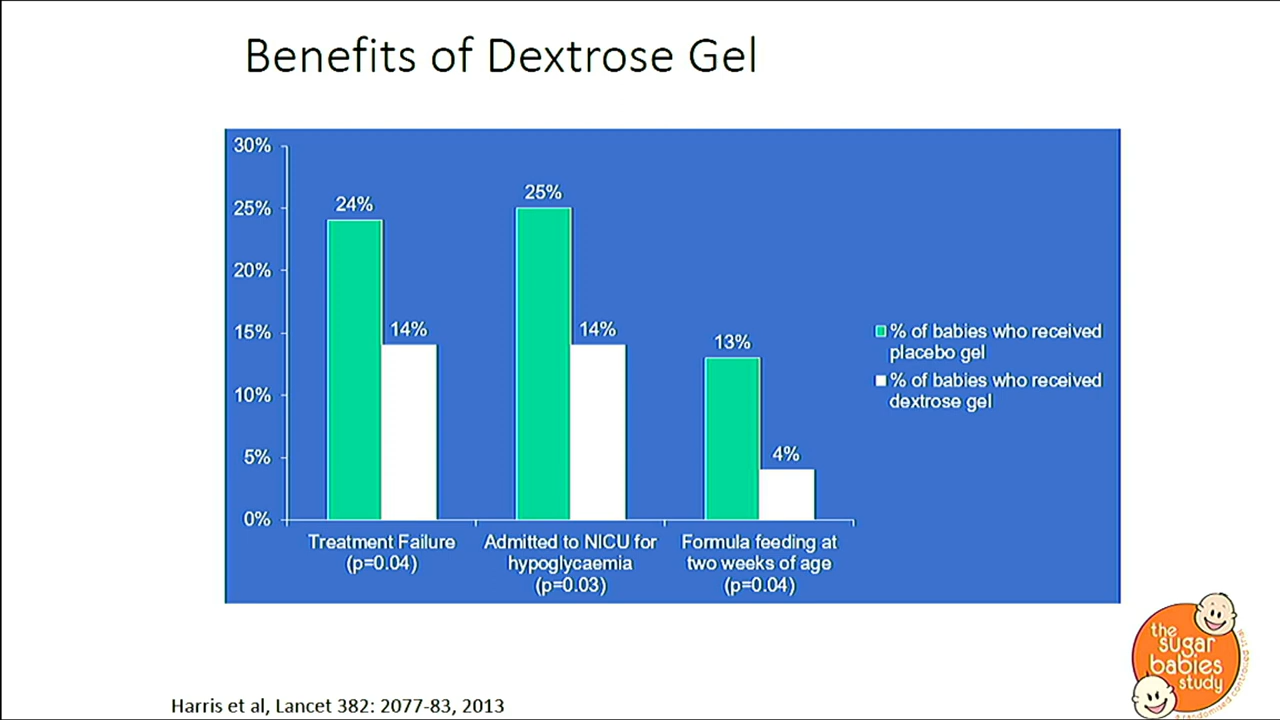 Benefits of Dextrose Gel
30%
25%
20%
15%
10%
5%
0%
24%
14%
25%
14%
13%
4%
Treatment Failure
(p=0.04)
Admitted to NICU for
hypoglycaemia
(p=0.03)
Formula feeding at
two weeks of age
(p=0.04)
% of babies who received
placebo gel
% of babies who received
dextrose gel
the
sugar
babies
study
a randomised controlled trial
Harris et al, Lancet 382: 2077-83, 2013